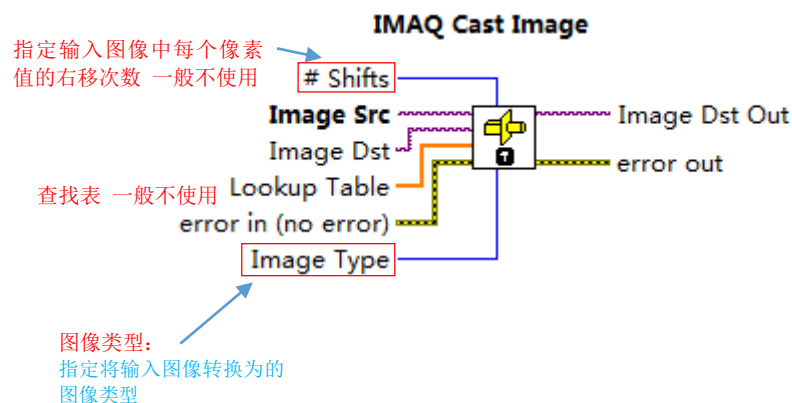 IMAQ Cast Image
指定输入图像中每个像素
值的右移次数 一般不使用
# Shifts
Image Src
Image Dst Out
Image Dst
error out
查找表 一般不使用
Lookup Table
error in (no error)
Image Type
图像类型：
指定将输入图像转换为的
图像类型